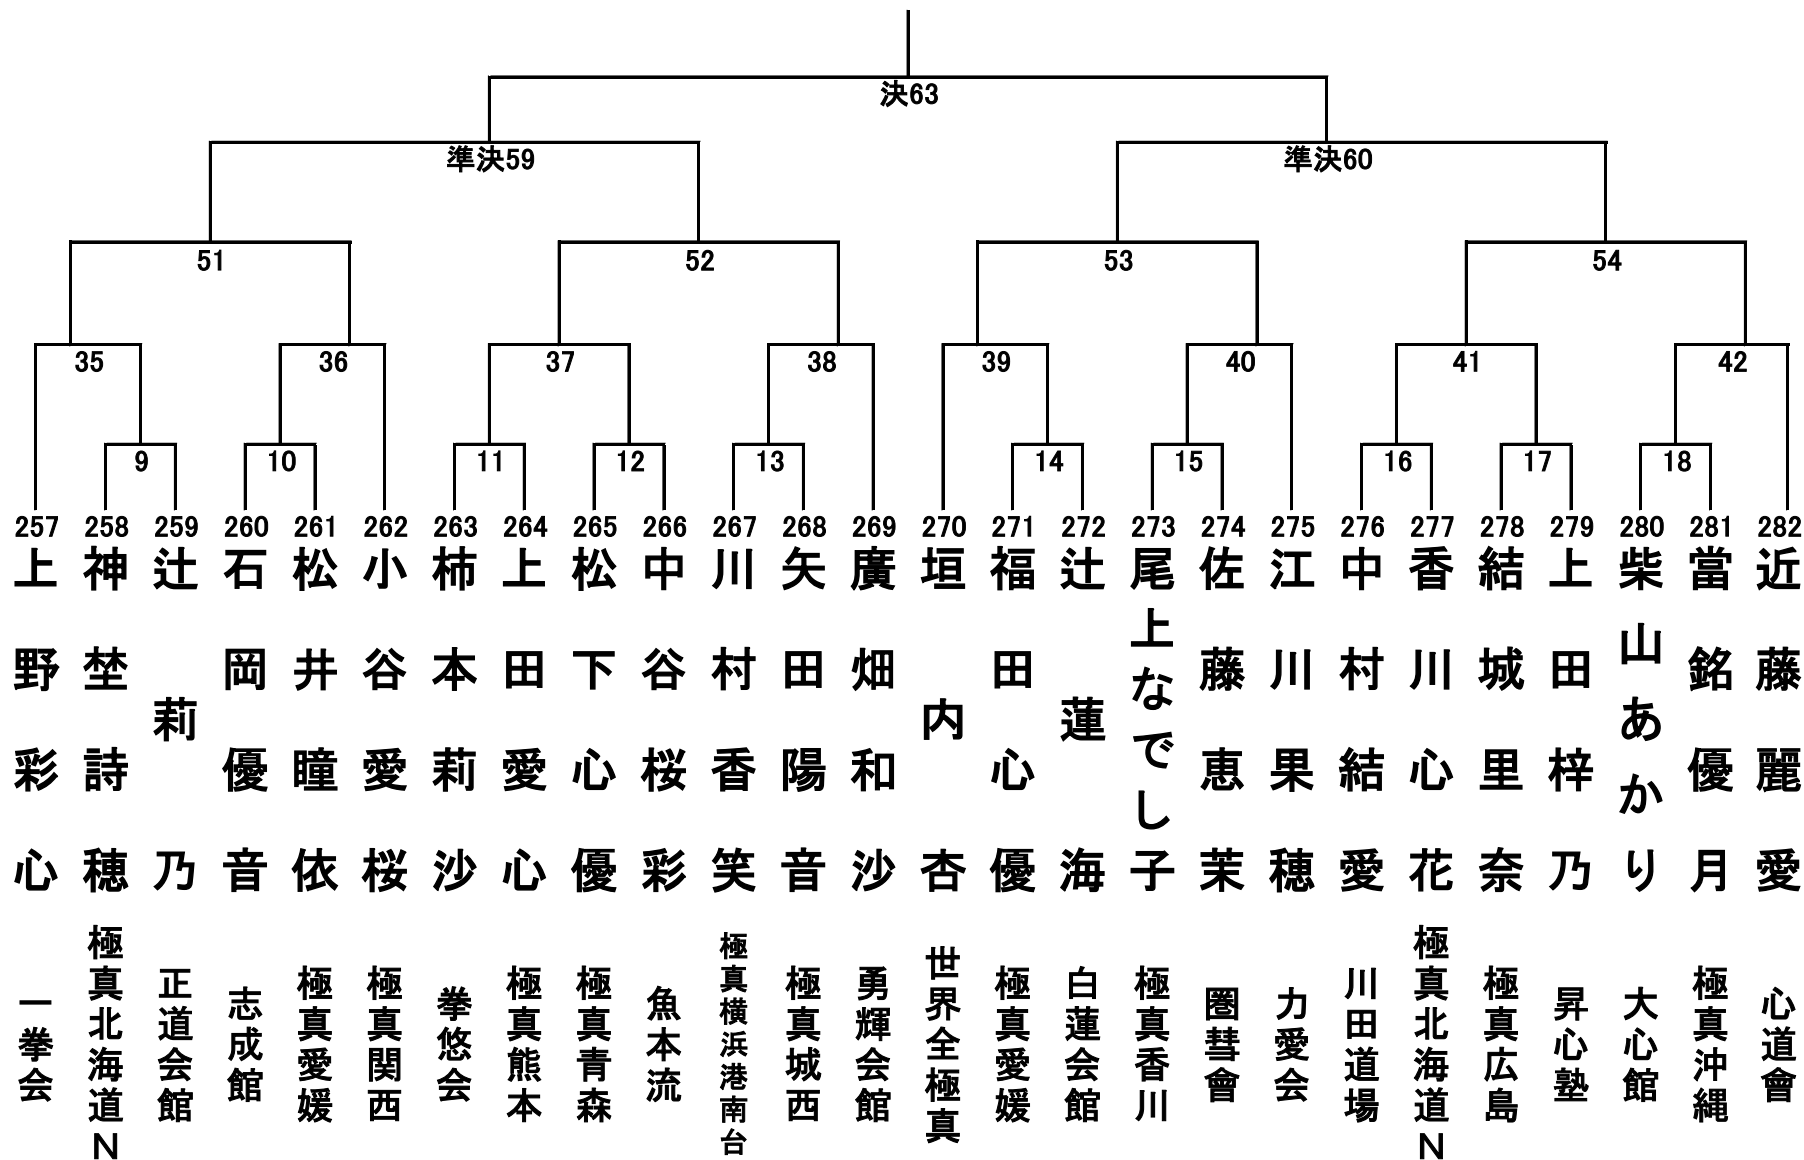 決63
準決59
準決60
51
52
53
54
35
36
37
38
39
40
41
42
9
10
11
12
13
14
15
16
17
18
257
上野彩心
一拳会
258
神埜詩穂
極真北海道N
259
辻莉乃
正道会館
260
石岡優音
志成館
261
松井瞳依
極真愛媛
262
小谷愛桜
極真関西
263
柿本莉沙
拳悠会
264
上田愛心
極真熊本
265
松下心優
極真青森
266
中谷桜彩
魚本流
267
川村香笑
極真横浜港南台
268
矢田陽音
極真城西
269
廣畑和沙
勇輝会館
270
垣内杏
世界全極真
271
福田心優
極真愛媛
272
辻蓮海
白蓮会館
273
尾上なでし子
極真香川
274
佐藤恵茉
圏彗會
275
江川果穂
力愛会
276
中村結愛
川田道場
277
香川心花
極真北海道N
278
結城里奈
極真広島
279
上田梓乃
昇心塾
280
柴山あかり
大心館
281
當銘優月
極真沖縄
282
近藤麗愛
心道會